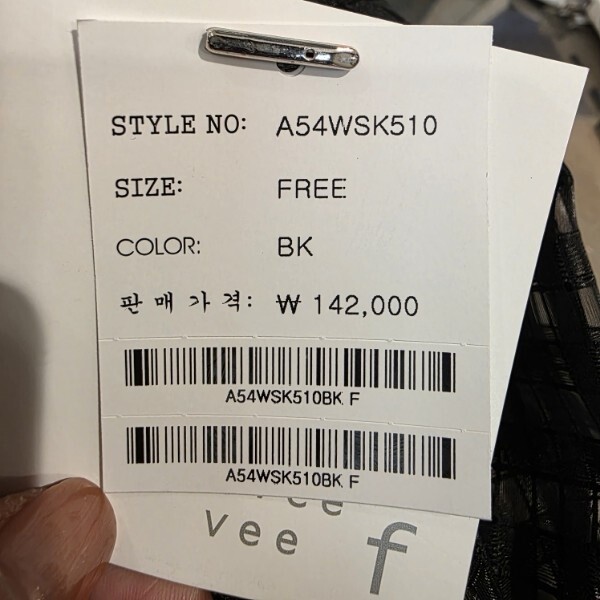 STYLE NO: A54WSK510
SIZE: FREE
COLOR: BK
판매가격: ₩ 142,000
A54WSK510BK F
A54WSK510BK F
vee f